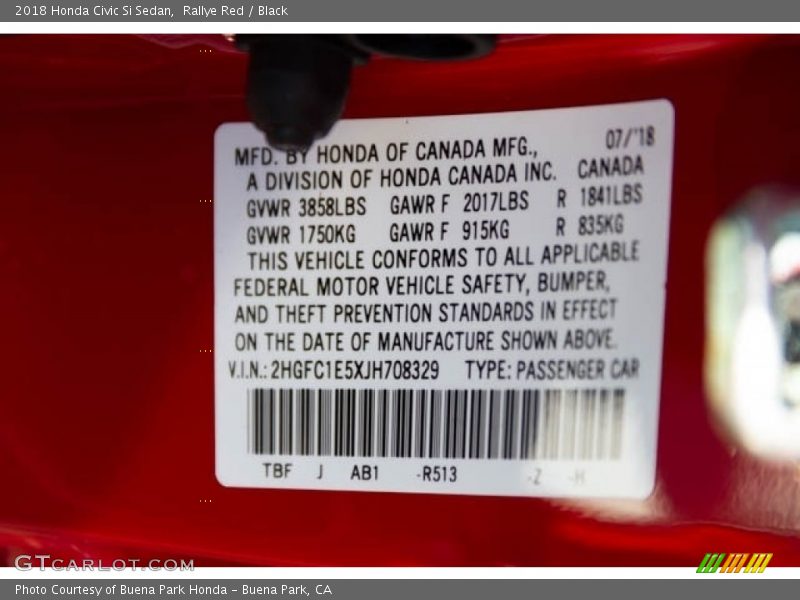 2018 Honda Civic Si Sedan, Rallye Red / Black
07/'18
MFD. BY HONDA OF CANADA MFG.,
A DIVISION OF HONDA CANADA INC. CANADA
GVWR 3858LBS GAWR F 2017LBS R 1841LBS
GVWR 1750KG GAWR F 915KG R 835KG
THIS VEHICLE CONFORMS TO ALL APPLICABLE
FEDERAL MOTOR VEHICLE SAFETY, BUMPER,
AND THEFT PREVENTION STANDARDS IN EFFECT
ON THE DATE OF MANUFACTURE SHOWN ABOVE.
V.I.N.: 2HGFC1E5XJH708329 TYPE: PASSENGER CAR
TBF J AB1 -R513 -Z -H
GTCARLOT.COM
Photo Courtesy of Buena Park Honda - Buena Park, CA